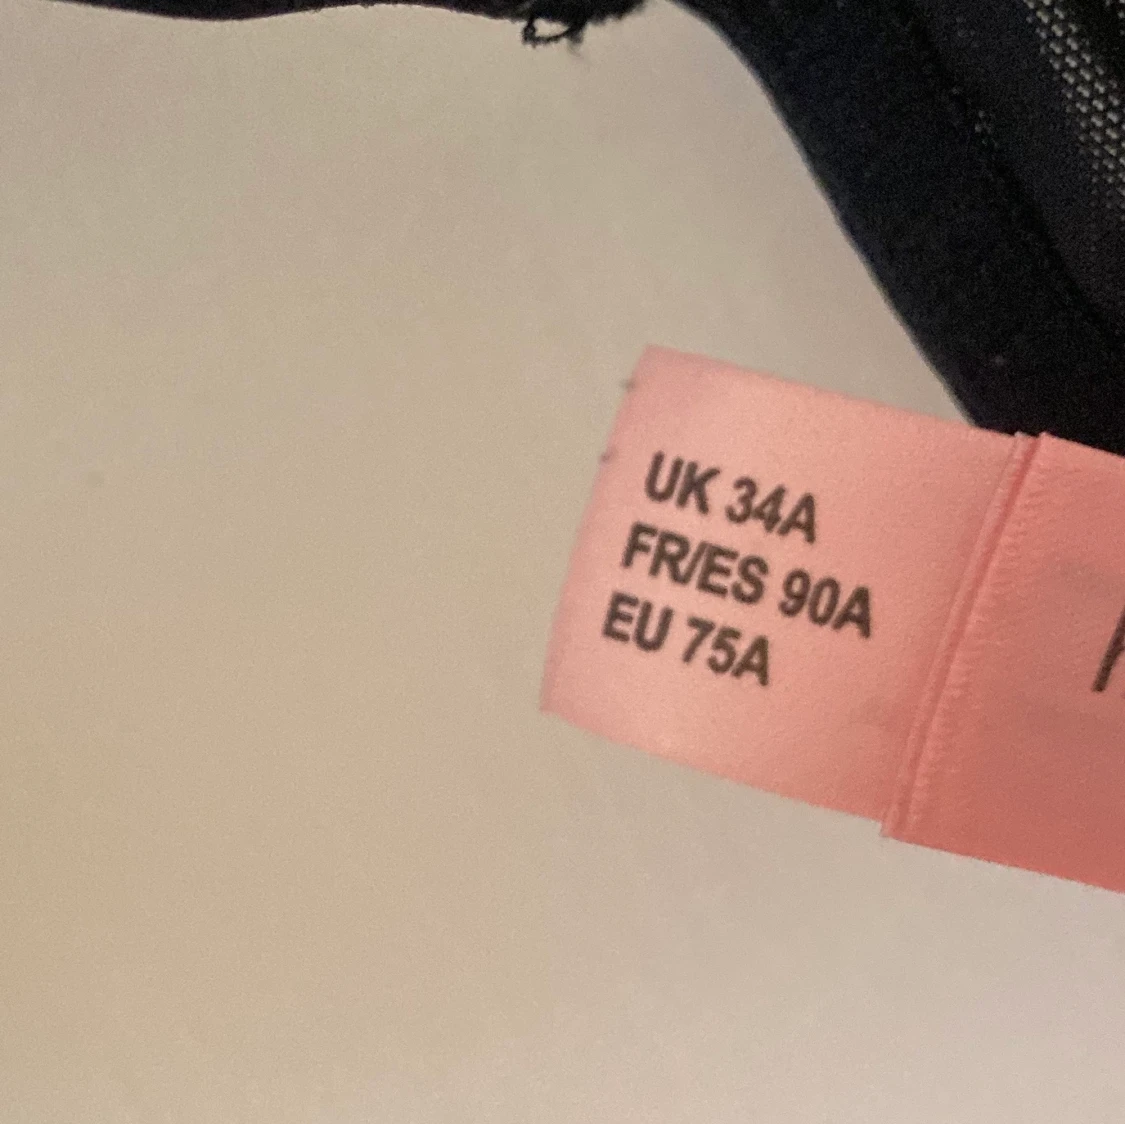 UK 34A
FR/ES 90A
EU 75A